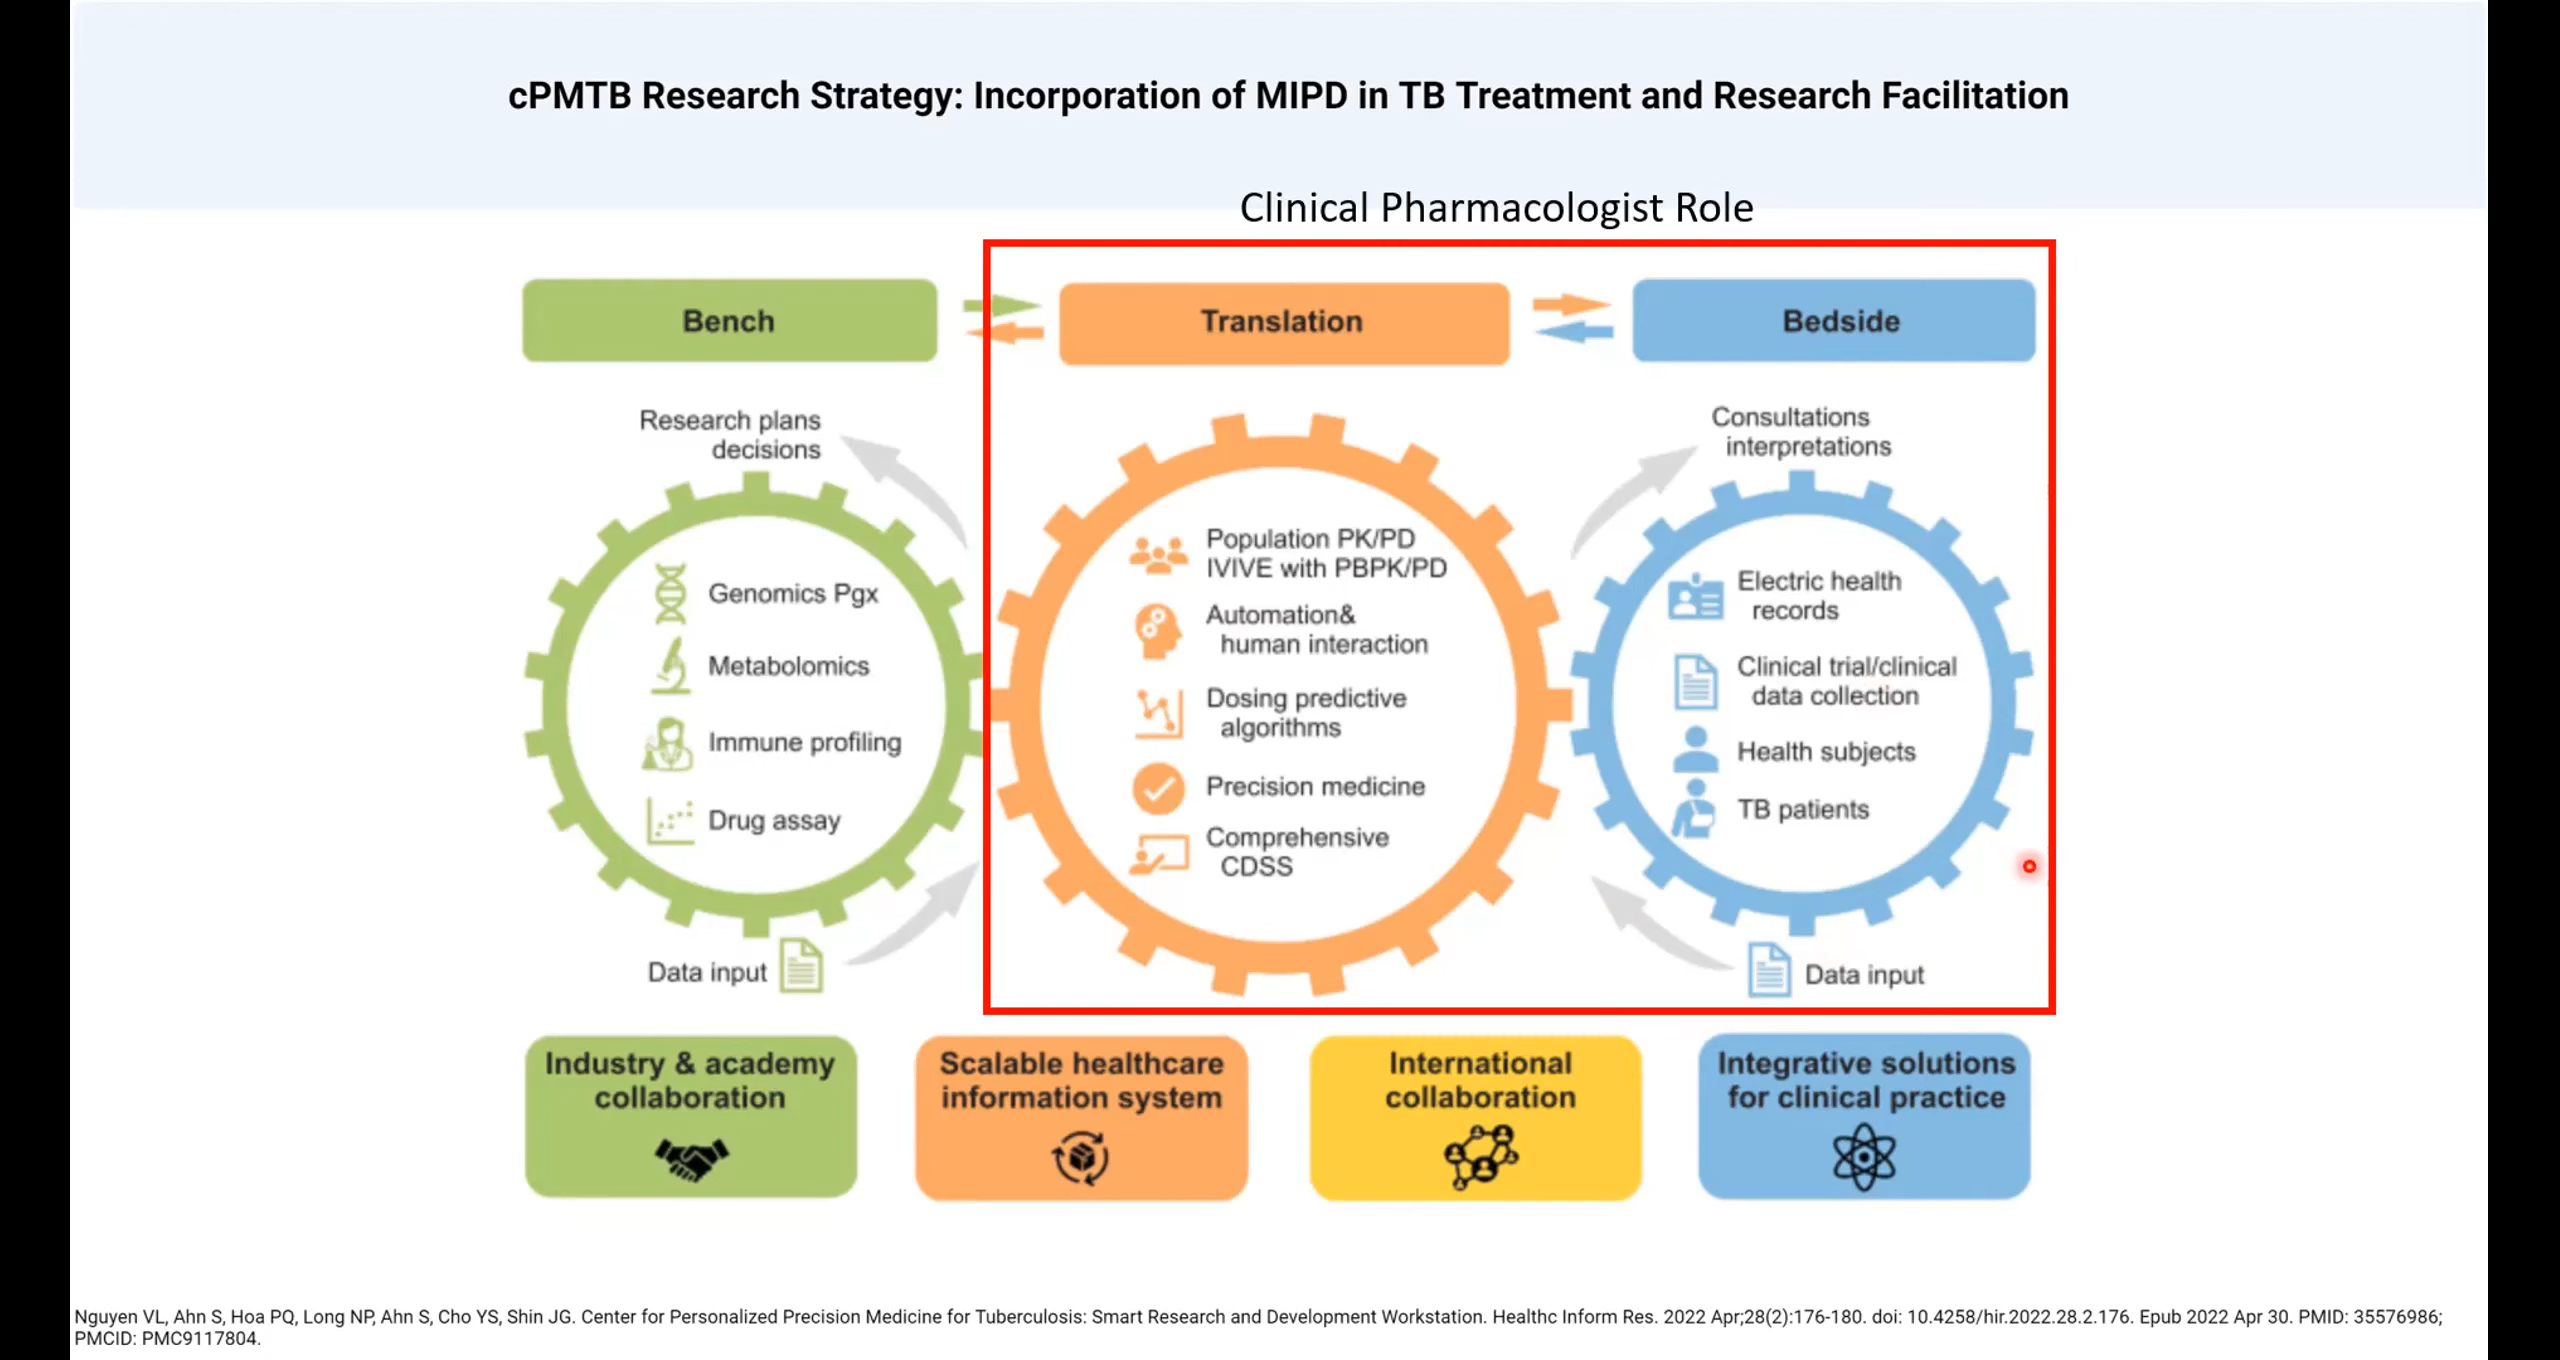 cPMTB Research Strategy: Incorporation of MIPD in TB Treatment and Research Facilitation
Clinical Pharmacologist Role
Bench
Translation
Bedside
Research plans
decisions
Genomics Pgx
Metabolomics
Immune profiling
Drug assay
Data input
Population PK/PD
IVIVE with PBPK/PD
Automation&
human interaction
Dosing predictive
algorithms
Precision medicine
Comprehensive
CDSS
Consultations
interpretations
Electric health
records
Clinical trial/clinical
data collection
Health subjects
TB patients
Data input
Industry & academy
collaboration
Scalable healthcare
information system
International
collaboration
Integrative solutions
for clinical practice
Nguyen VL, Ahn S, Hoa PQ, Long NP, Ahn S, Cho YS, Shin JG. Center for Personalized Precision Medicine for Tuberculosis: Smart Research and Development Workstation. Healthc Inform Res. 2022 Apr;28(2):176-180. doi: 10.4258/hir.2022.28.2.176. Epub 2022 Apr 30. PMID: 35576986;
PMCID: PMC9117804.